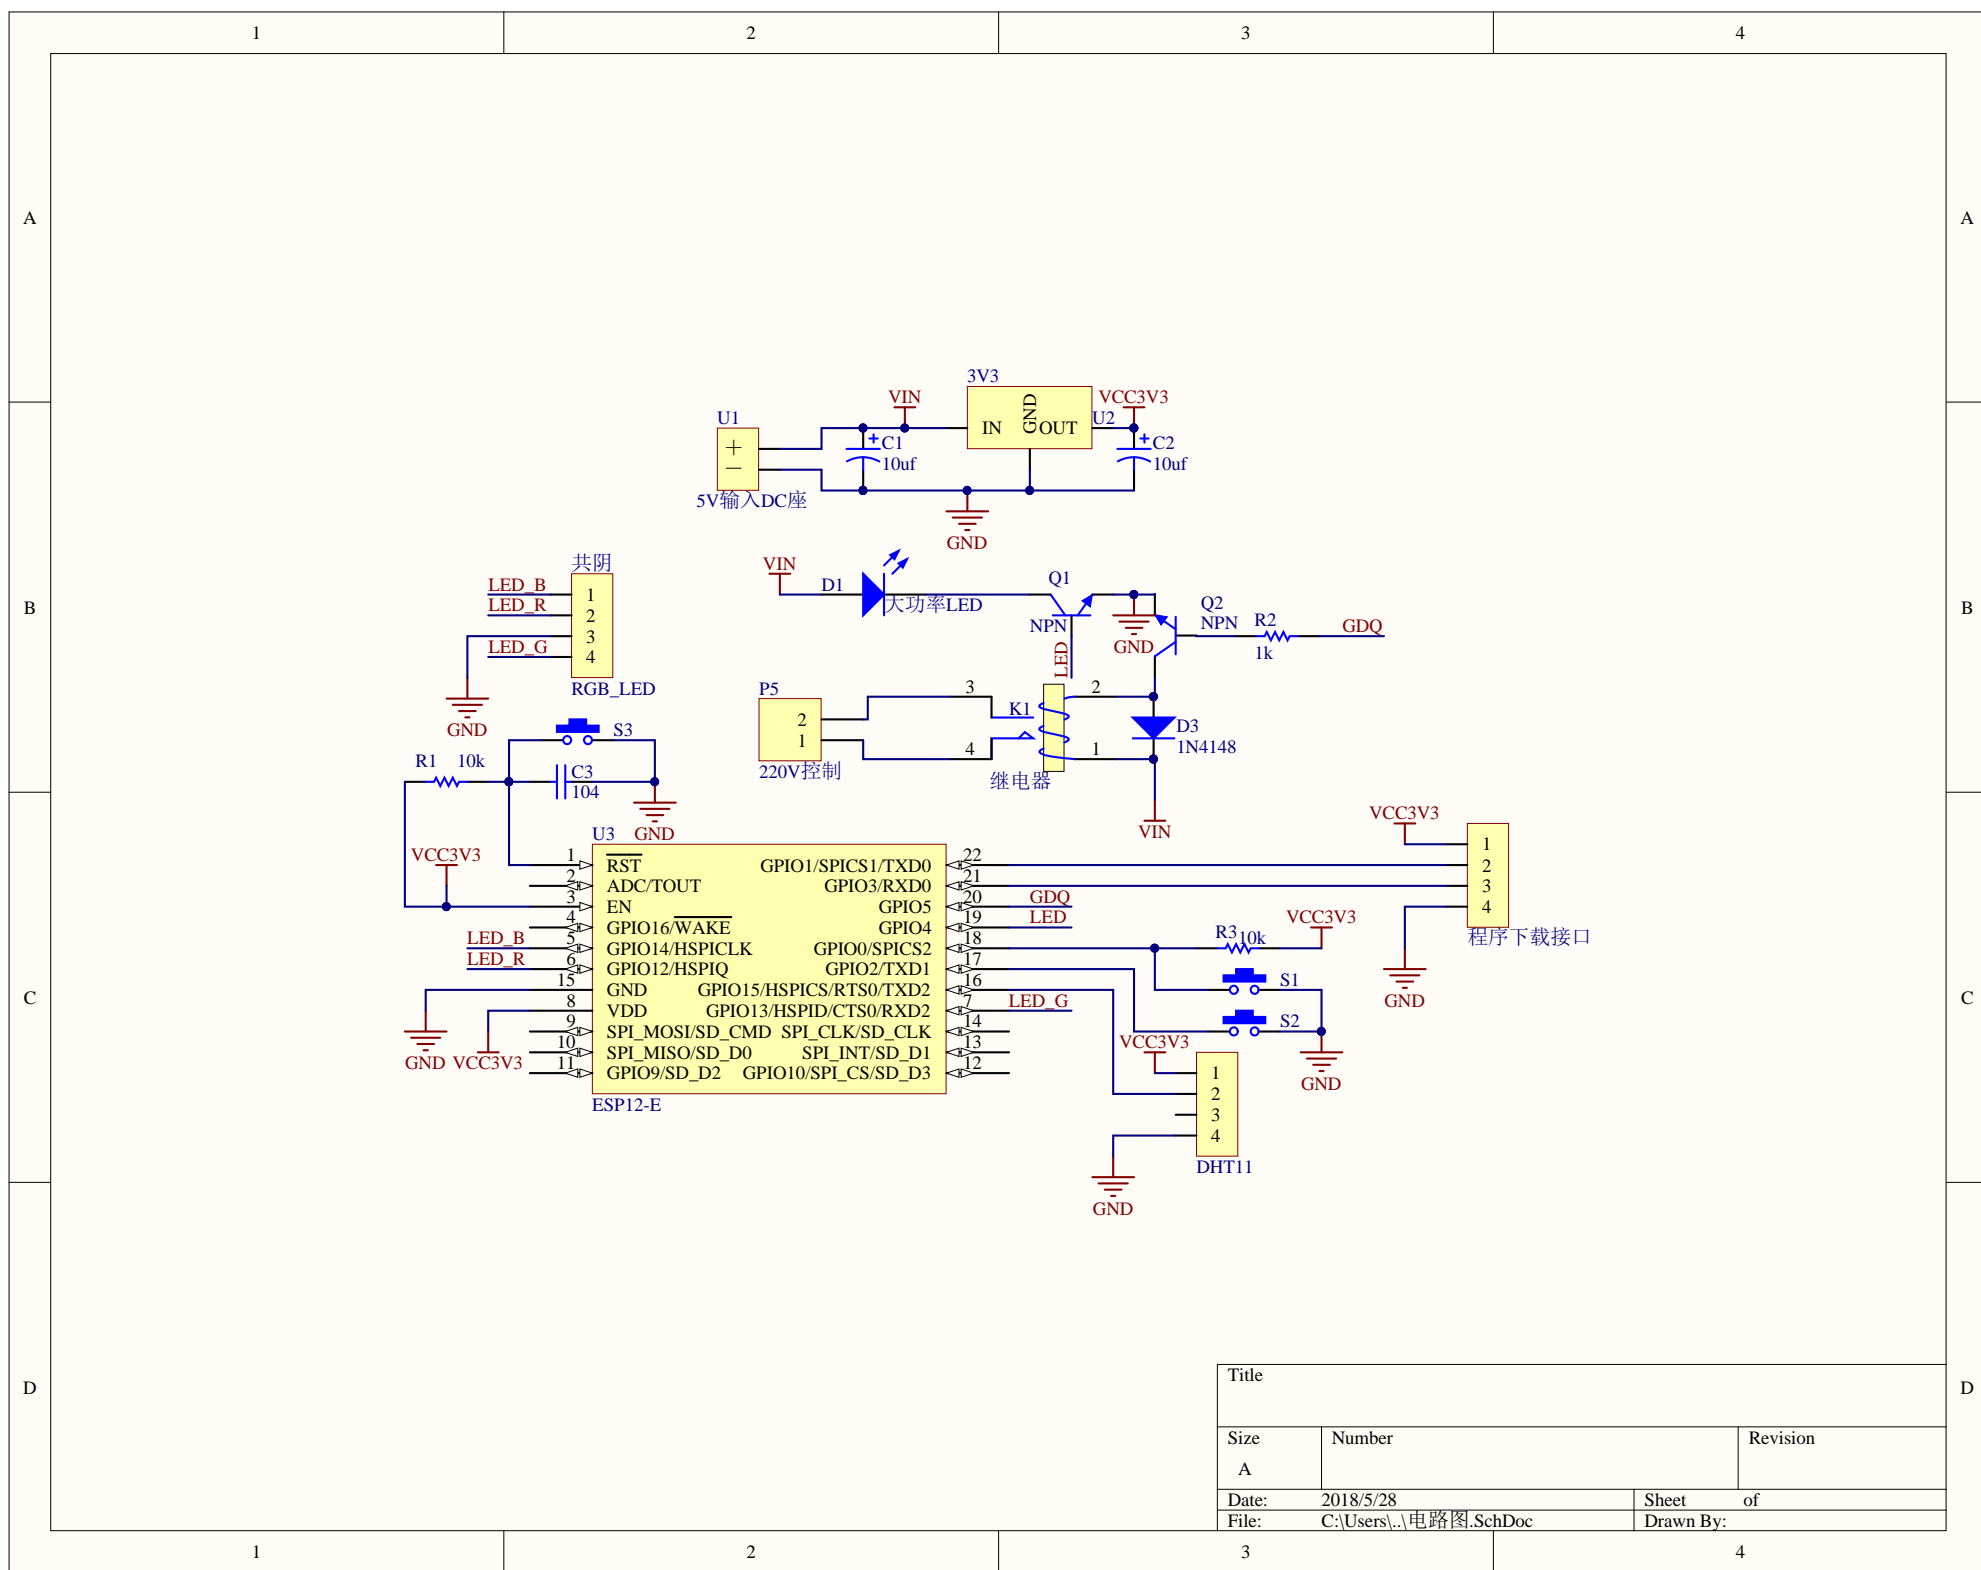 1 2 3 4
A A
3V3
VIN VCC3V3
U1 IN GND OUT U2
+
−
+ C1
10uf
+ C2
10uf
5V输入DC座
GND
共阴
LED_B 1
LED_R 2
3
LED_G 4
RGB_LED
GND
VIN
D1
大功率LED
Q1
NPN
LED
GND
Q2
NPN
R2
1k
GDQ
B B
P5
2
1
220V控制
3
4
K1
继电器
2
1
D3
1N4148
VIN
S3
R1 10k
C3
104
GND
VCC3V3
U3
1 RST GPIO1/SPICS1/TXD0 22
2 ADC/TOUT GPIO3/RXD0 21
3 EN GPIO5 20 GDQ
4 GPIO16/WAKE GPIO4 19 LED
LED_B 5 GPIO14/HSPICLK GPIO0/SPICS2 18
LED_R 6 GPIO12/HSPIQ GPIO2/TXD1 17
15 GND GPIO15/HSPICS/RTS0/TXD2 16
8 VDD GPIO13/HSPID/CTS0/RXD2 7 LED_G
9 SPI_MOSI/SD_CMD SPI_CLK/SD_CLK 14
10 SPI_MISO/SD_D0 SPI_INT/SD_D1 13
11 GPIO9/SD_D2 GPIO10/SPI_CS/SD_D3 12
ESP12-E
GND VCC3V3
VCC3V3
1
2
3
4
程序下载接口
GND
R3 10k
VCC3V3
S1
S2
GND
C C
VCC3V3
1
2
3
4
DHT11
GND
D D
Title
Size Number Revision
A
Date: 2018/5/28 Sheet of
File: C:\Users\..\电路图.SchDoc Drawn By:
1 2 3 4